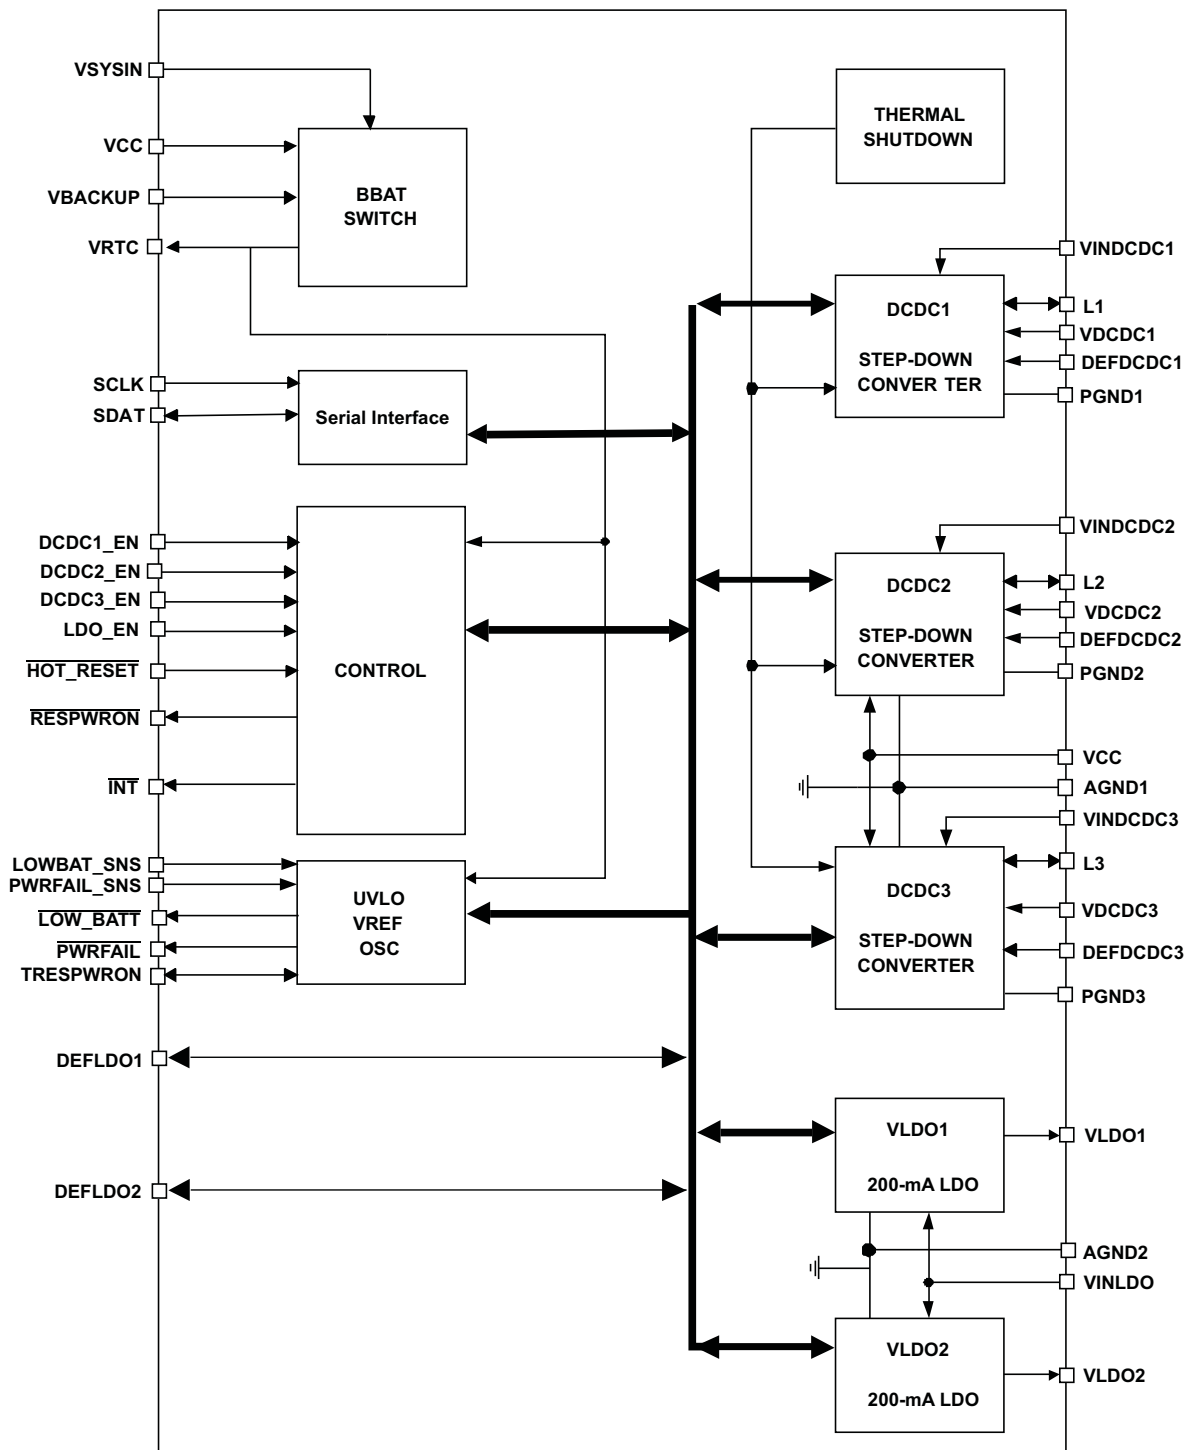 VSYSIN
VCC
VBACKUP
VRTC
BBAT
SWITCH
THERMAL
SHUTDOWN
SCLK
SDAT
Serial Interface
DCDC1_EN
DCDC2_EN
DCDC3_EN
LDO_EN
HOT_RESET
RESPWRON
INT
CONTROL
LOWBAT_SNS
PWRFAIL_SNS
LOW_BATT
PWRFAIL
TRESPWRON
UVLO
VREF
OSC
DEFLDO1
DEFLDO2
DCDC1
STEP-DOWN
CONVER TER
VINDCDC1
L1
VDCDC1
DEFDCDC1
PGND1
DCDC2
STEP-DOWN
CONVERTER
VINDCDC2
L2
VDCDC2
DEFDCDC2
PGND2
VCC
AGND1
VINDCDC3
DCDC3
STEP-DOWN
CONVERTER
L3
VDCDC3
DEFDCDC3
PGND3
VLDO1
200-mA LDO
VLDO1
AGND2
VINLDO
VLDO2
200-mA LDO
VLDO2